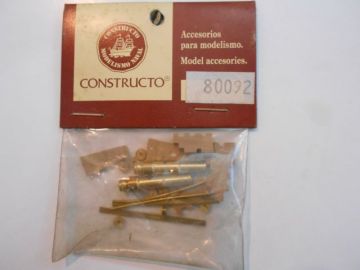 CONSTRUCTO
MODELISMO NAVAL
CONSTRUCTO®
Accesorios
para modelismo.
Model accesories.
80092